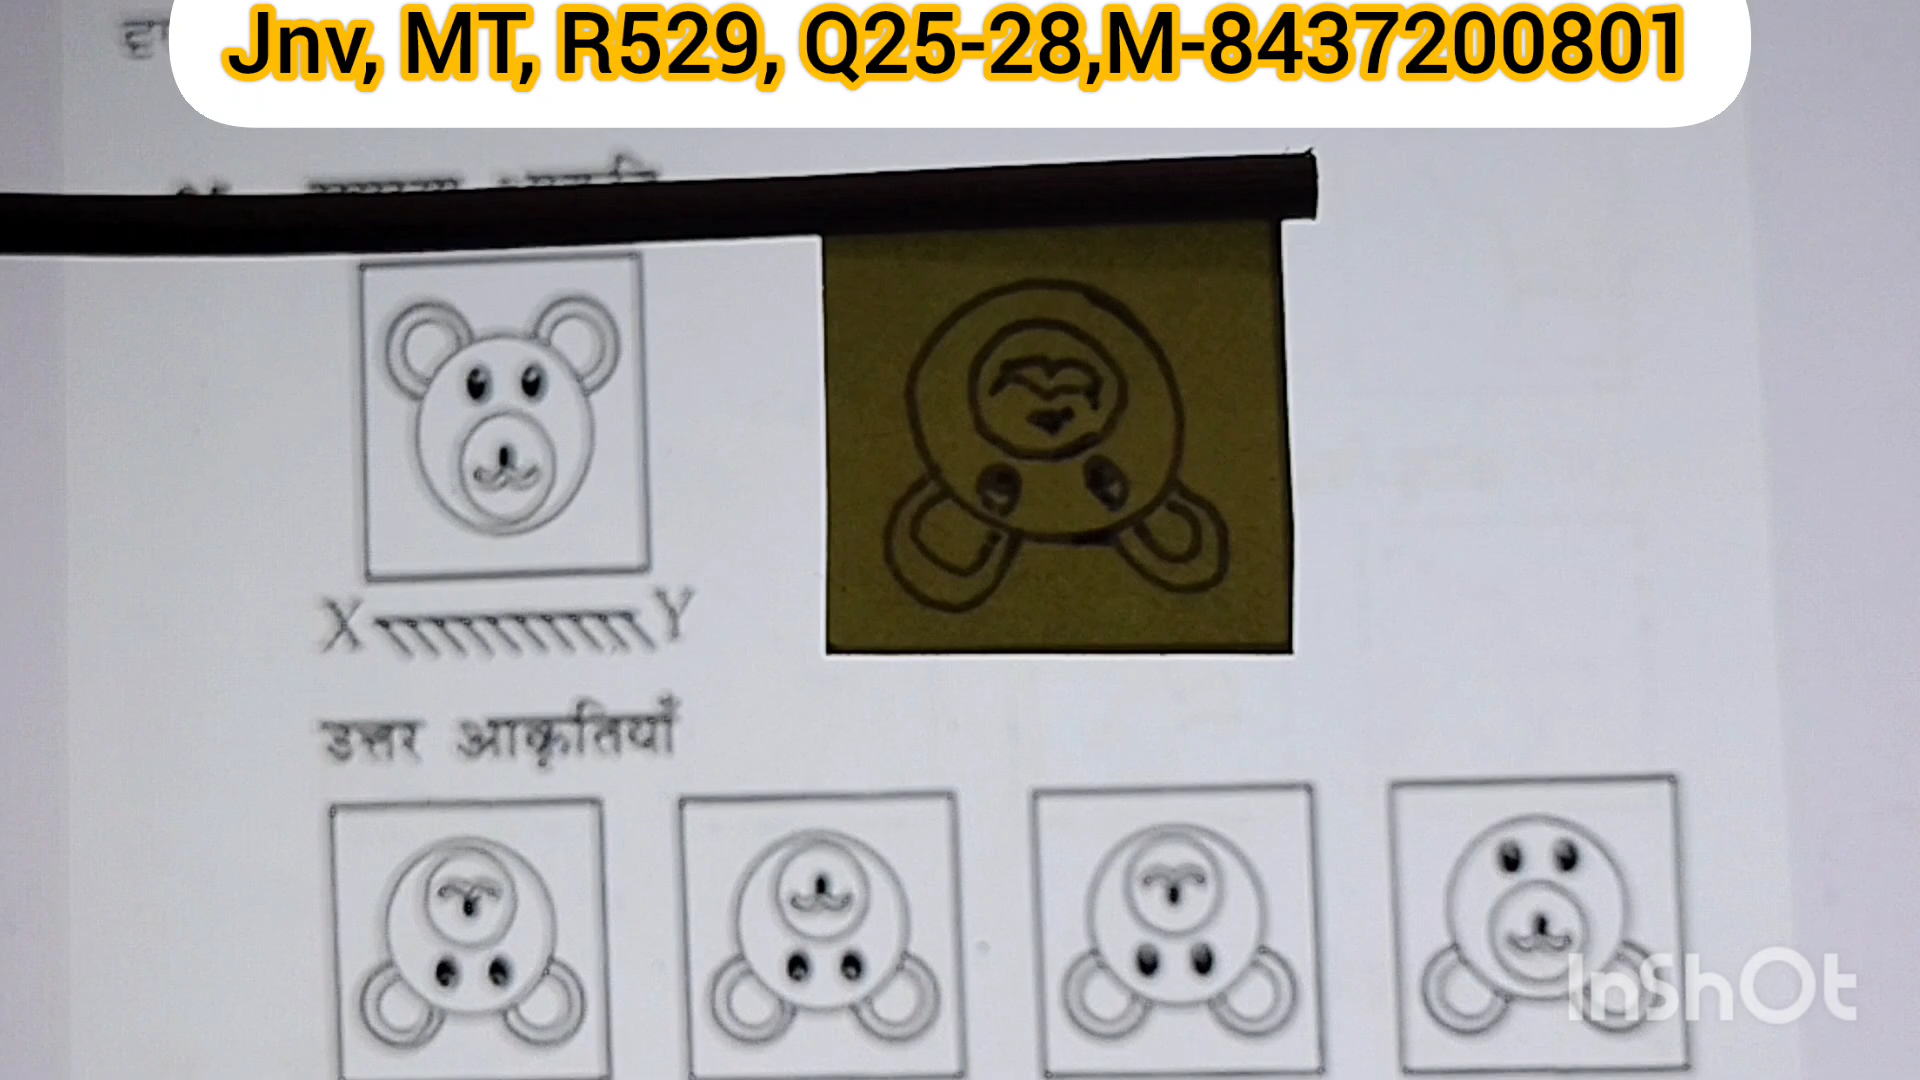 Jnv, MT, R529, Q25-28,M-8437200801
X Y
उत्तर आकृतियाँ
InShOt